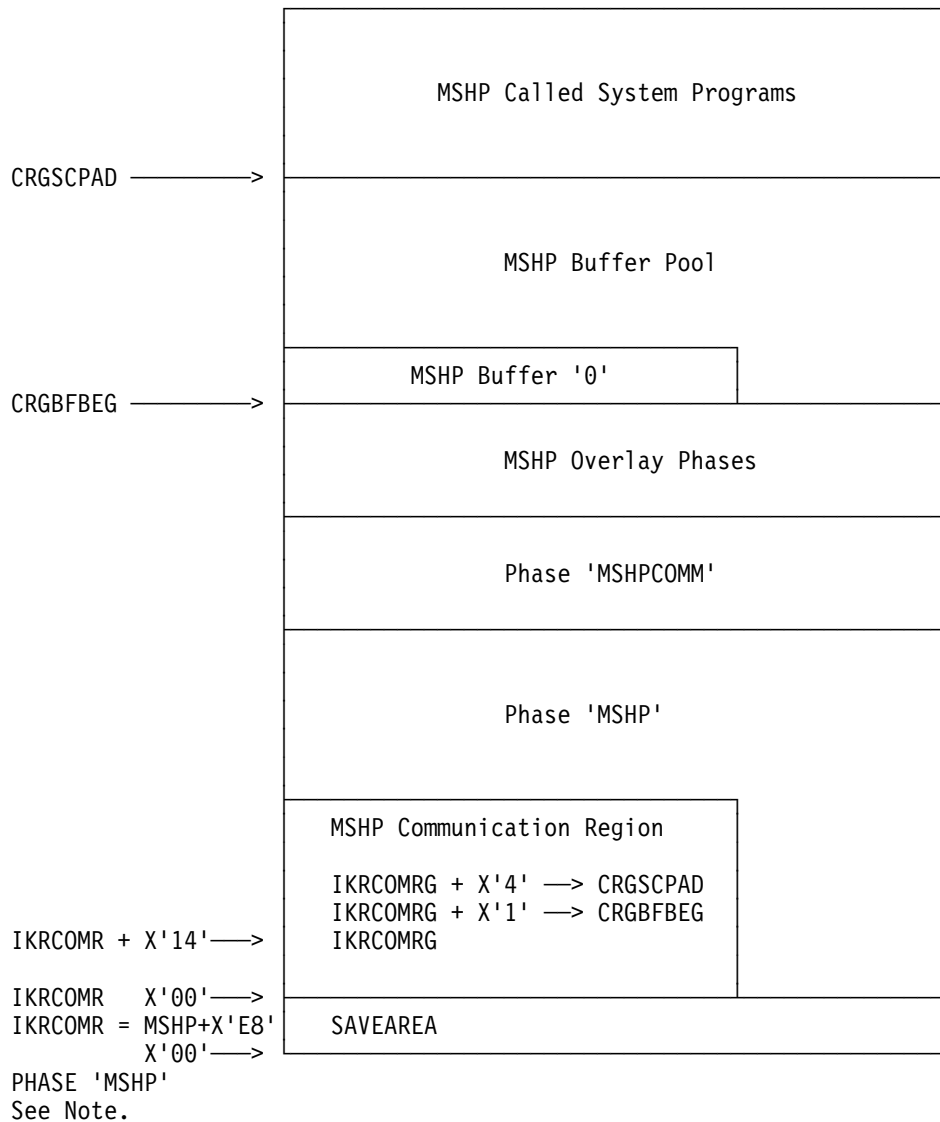 MSHP Called System Programs
CRGSCPAD ———————>
MSHP Buffer Pool
MSHP Buffer '0'
CRGBFBEG ———————>
MSHP Overlay Phases
Phase 'MSHPCOMM'
Phase 'MSHP'
MSHP Communication Region
IKRCOMRG + X'4' ——> CRGSCPAD
IKRCOMRG + X'1' ——> CRGBFBEG
IKRCOMR + X'14'———> IKRCOMRG
IKRCOMR   X'00'———>
IKRCOMR = MSHP+X'E8' SAVEAREA
X'00'———>
PHASE 'MSHP'
See Note.